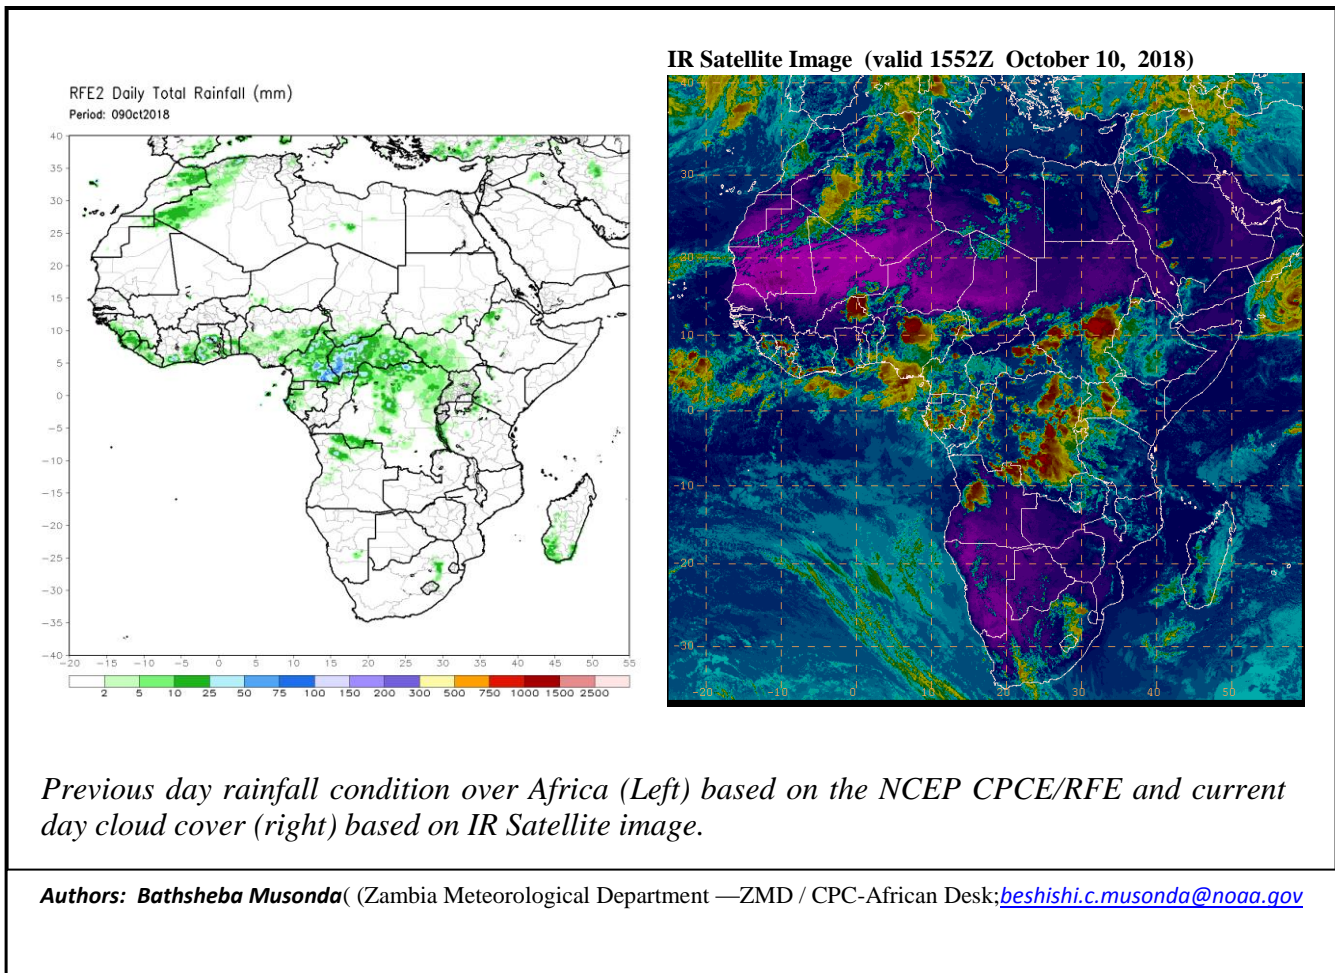 IR Satellite Image (valid 1552Z October 10, 2018)
RFE2 Daily Total Rainfall (mm)
Period: 09Oct2018
40
35
30
25
20
15
10
5
0
-5
-10
-15
-20
-25
-30
-35
-40
-20 -15 -10 -5 0 5 10 15 20 25 30 35 40 45 50 55
2 5 10 25 50 75 100 150 200 300 500 750 1000 1500 2500
30
10
0
-10
-20
-30
-20 -10 0 10 20 30 40 50
Previous day rainfall condition over Africa (Left) based on the NCEP CPCE/RFE and current
day cloud cover (right) based on IR Satellite image.
Authors: Bathsheba Musonda( (Zambia Meteorological Department —ZMD / CPC-African Desk;beshishi.c.musonda@noaa.gov